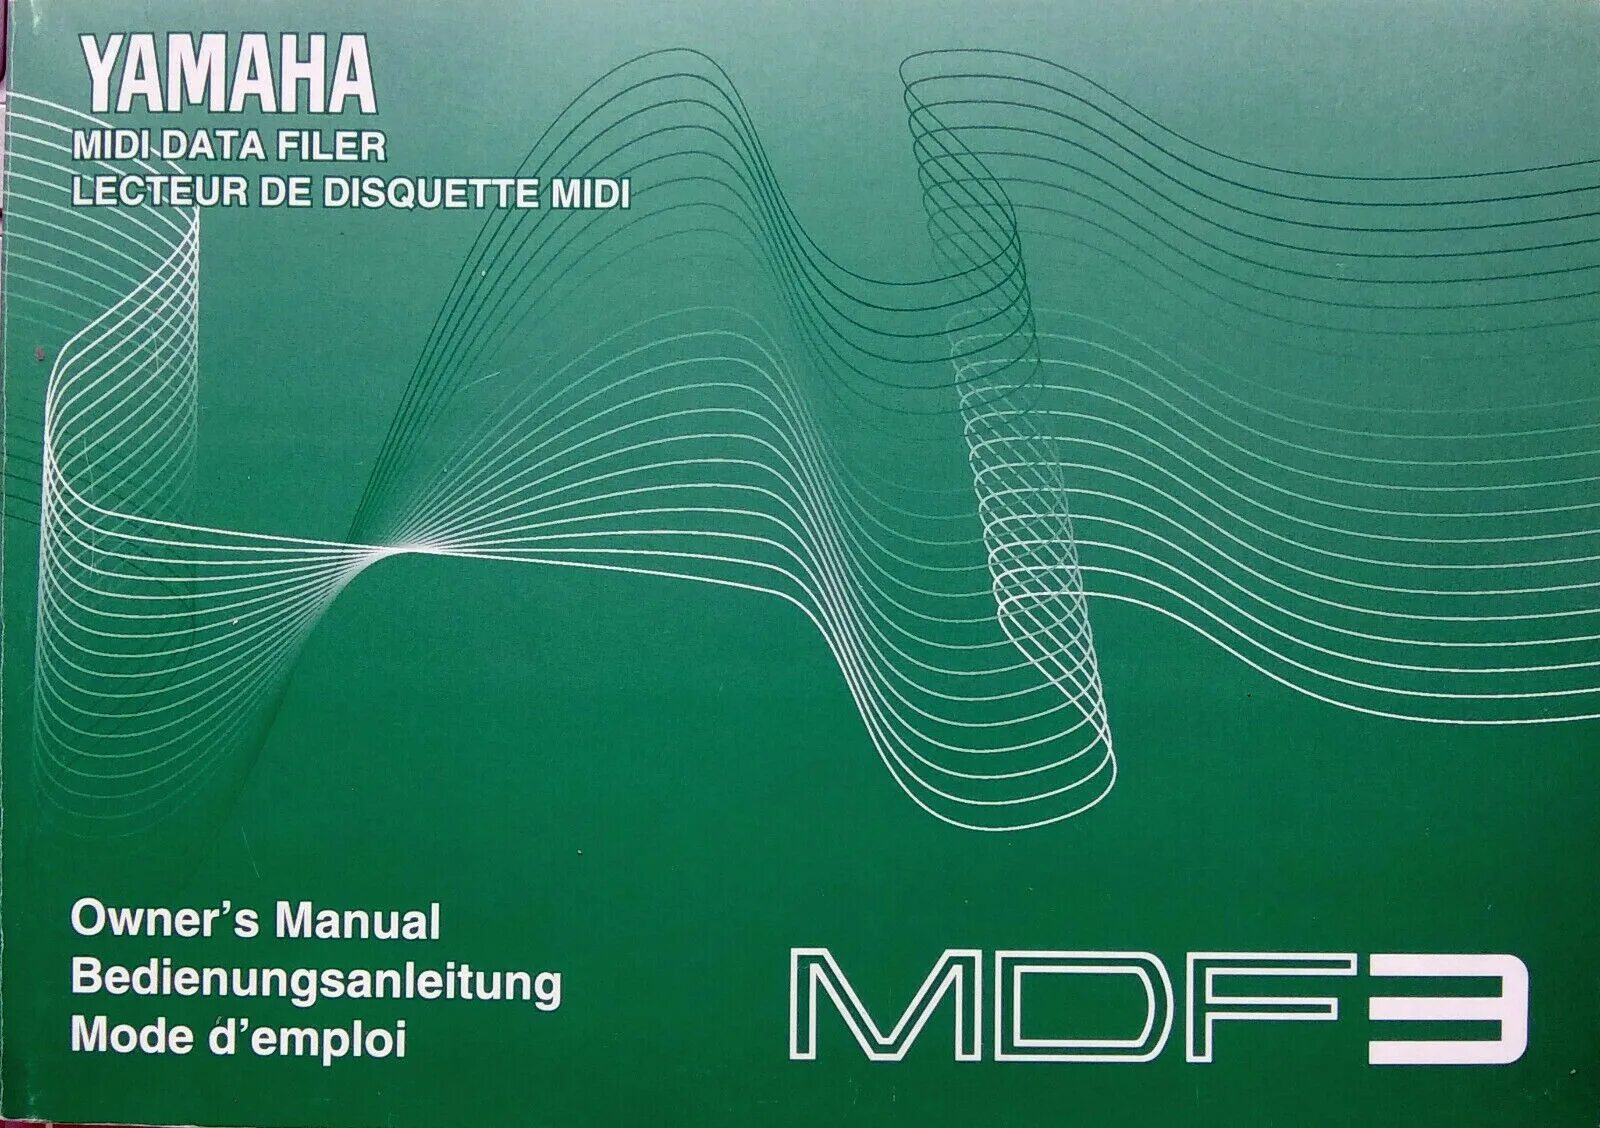 YAMAHA
MIDI DATA FILER
LECTEUR DE DISQUETTE MIDI
Owner's Manual
Bedienungsanleitung
Mode d'emploi
MDF3